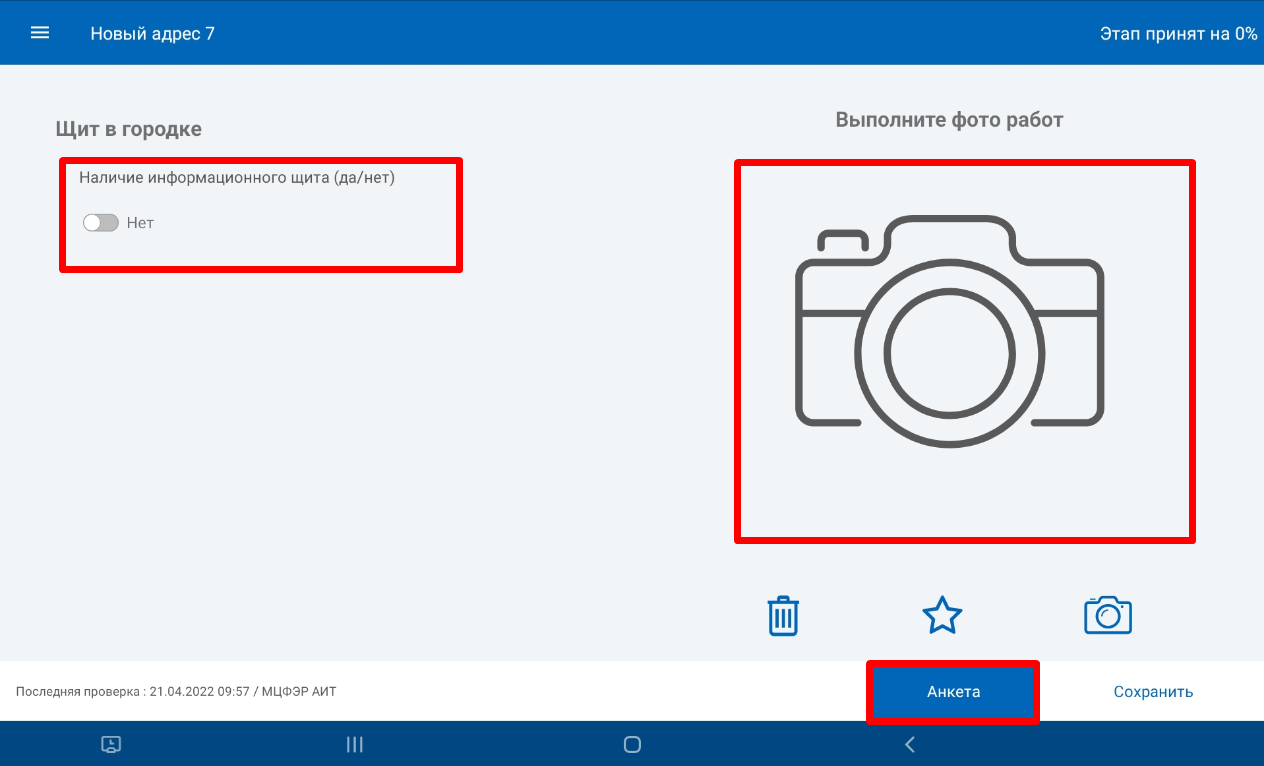 Новый адрес 7
Этап принят на 0%
Щит в городке
Наличие информационного щита (да/нет)
Нет
Выполните фото работ
Последняя проверка : 21.04.2022 09:57 / МЦФЭР АИТ
Анкета
Сохранить